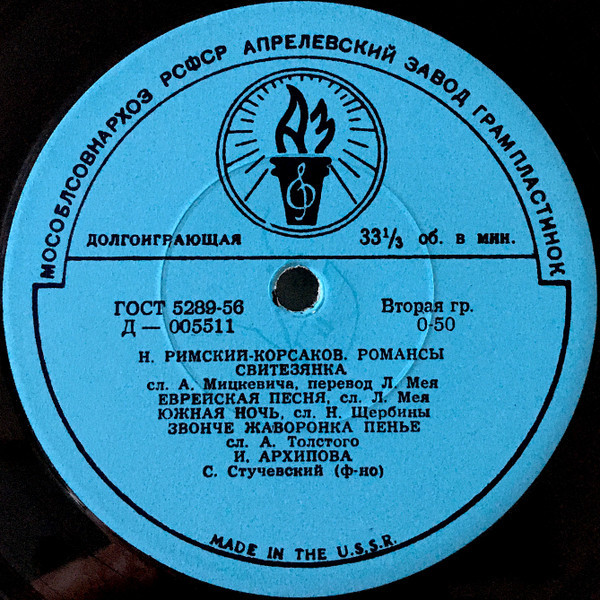 МОСОБЛСОВНАРХОЗ РСФСР АПРЕЛЕВСКИЙ ЗАВОД ГРАМПЛАСТИНОК
АЗ
ДОЛГОИГРАЮЩАЯ 33⅓ об. в мин.
ГОСТ 5289-56 Вторая гр.
Д — 005511 0-50
Н. РИМСКИЙ-КОРСАКОВ. РОМАНСЫ
СВИТЕЗЯНКА
сл. А. Мицкевича, перевод Л. Мея
ЕВРЕЙСКАЯ ПЕСНЯ, сл. Л. Мея
ЮЖНАЯ НОЧЬ, сл. Н. Щербины
ЗВОНЧЕ ЖАВОРОНКА ПЕНЬЕ
сл. А. Толстого
И. АРХИПОВА
С. Стучевский (ф-но)
MADE IN THE U.S.S.R.